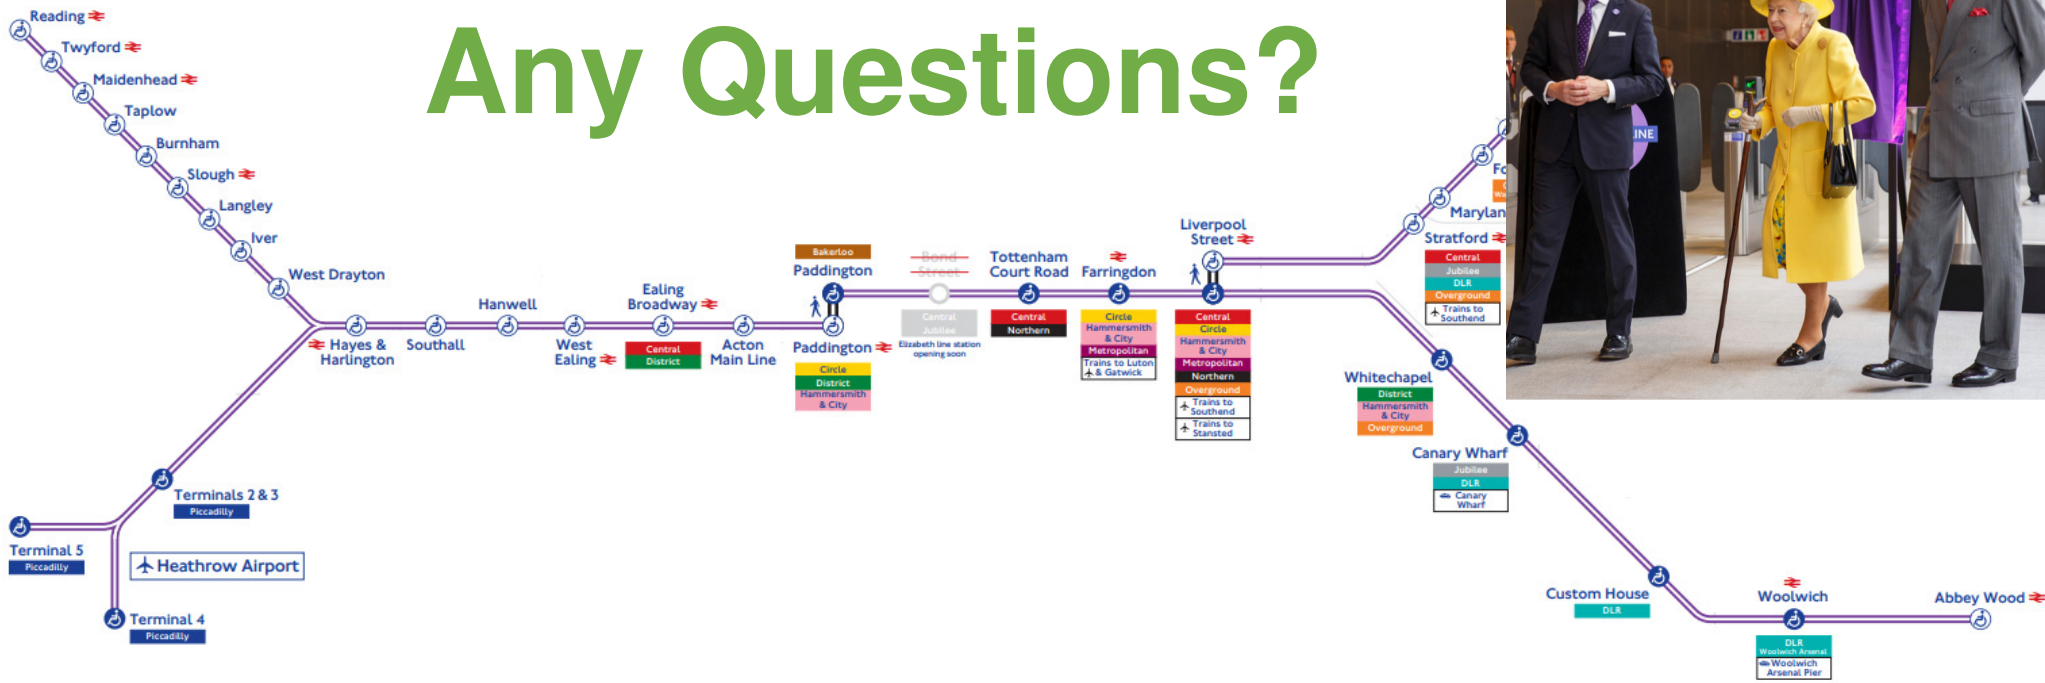 Any Questions?
Reading
Twyford
Maidenhead
Taplow
Burnham
Slough
Langley
Iver
West Drayton
Hayes &
Harlington
Southall
Hanwell
West
Ealing
Ealing
Broadway
Central
District
Acton
Main Line
Bakerloo
Paddington
Paddington
Circle
District
Hammersmith
& City
Bond
Street
Central
Jubilee
Elizabeth line station
opening soon
Tottenham
Court Road
Central
Northern
Farringdon
Circle
Hammersmith
& City
Metropolitan
Trains to Luton
& Gatwick
Liverpool
Street
Central
Circle
Hammersmith
& City
Metropolitan
Northern
Overground
Trains to
Southend
Trains to
Stansted
Fo
Marylan
Stratford
Central
Jubilee
DLR
Overground
Trains to
Southend
LINE
Whitechapel
District
Hammersmith
& City
Overground
Canary Wharf
Jubilee
DLR
Canary
Wharf
Custom House
DLR
Woolwich
DLR
Woolwich Arsenal
Woolwich
Arsenal Pier
Abbey Wood
Terminals 2 & 3
Piccadilly
Terminal 5
Piccadilly
Heathrow Airport
Terminal 4
Piccadilly